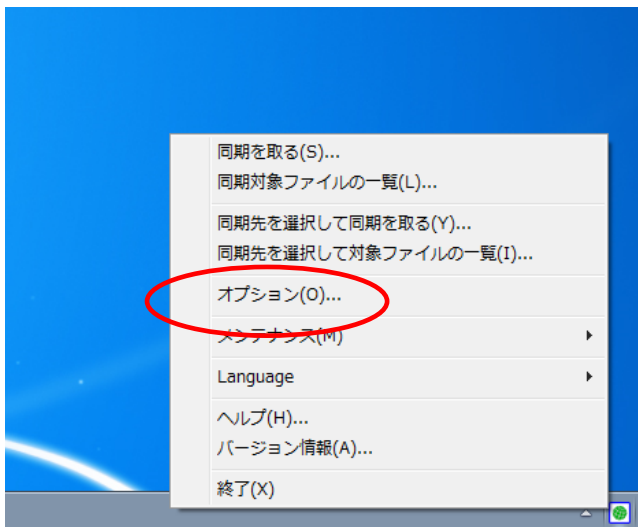 同期を取る(S)...
同期対象ファイルの一覧(L)...
同期先を選択して同期を取る(Y)...
同期先を選択して対象ファイルの一覧(I)...
オプション(O)...
メンテナンス(M)
Language
ヘルプ(H)...
バージョン情報(A)...
終了(X)